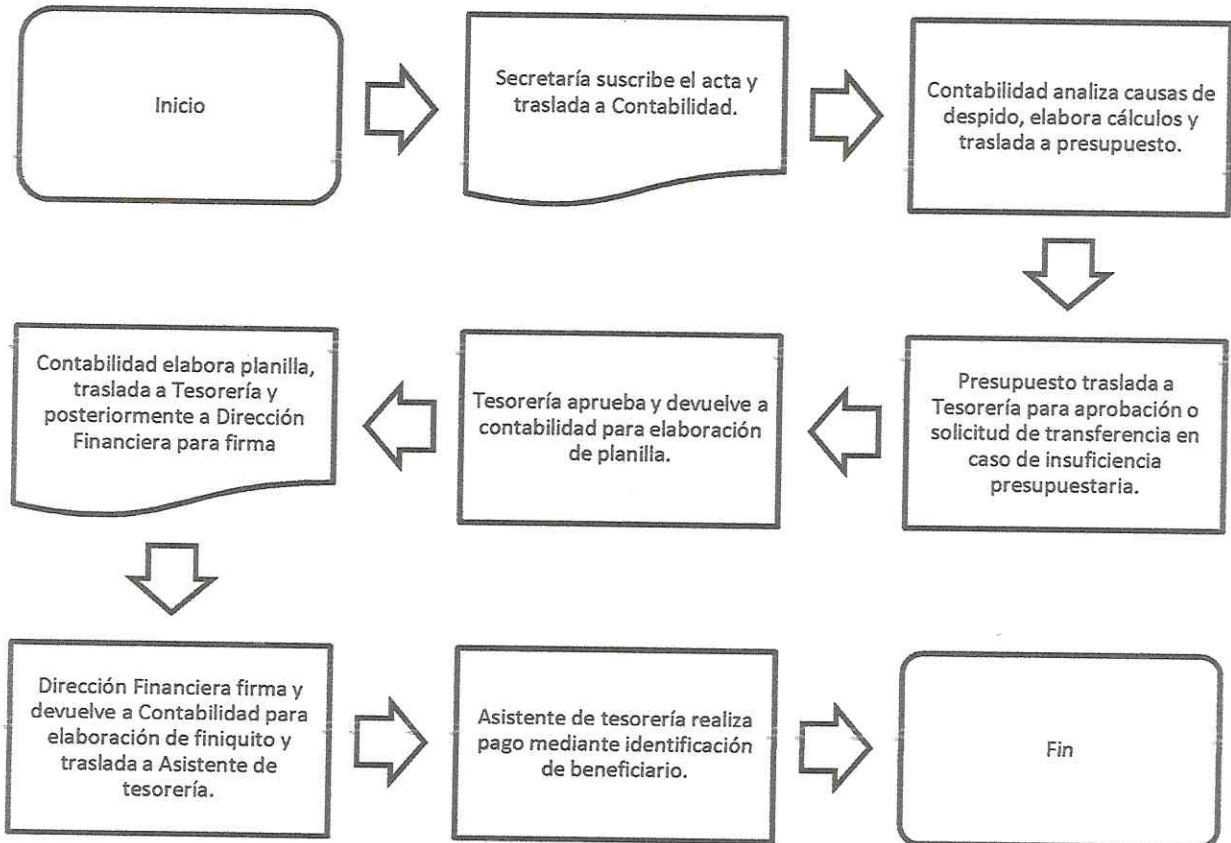 Inicio
Secretaría suscribe el acta y
traslada a Contabilidad.
Contabilidad analiza causas de
despido, elabora cálculos y
traslada a presupuesto.
Presupuesto traslada a
Tesorería para aprobación o
solicitud de transferencia en
caso de insuficiencia
presupuestaria.
Tesorería aprueba y devuelve a
contabilidad para elaboración
de planilla.
Contabilidad elabora planilla,
traslada a Tesorería y
posteriormente a Dirección
Financiera para firma
Dirección Financiera firma y
devuelve a Contabilidad para
elaboración de finiquito y
traslada a Asistente de
tesorería.
Asistente de tesorería realiza
pago mediante identificación
de beneficiario.
Fin